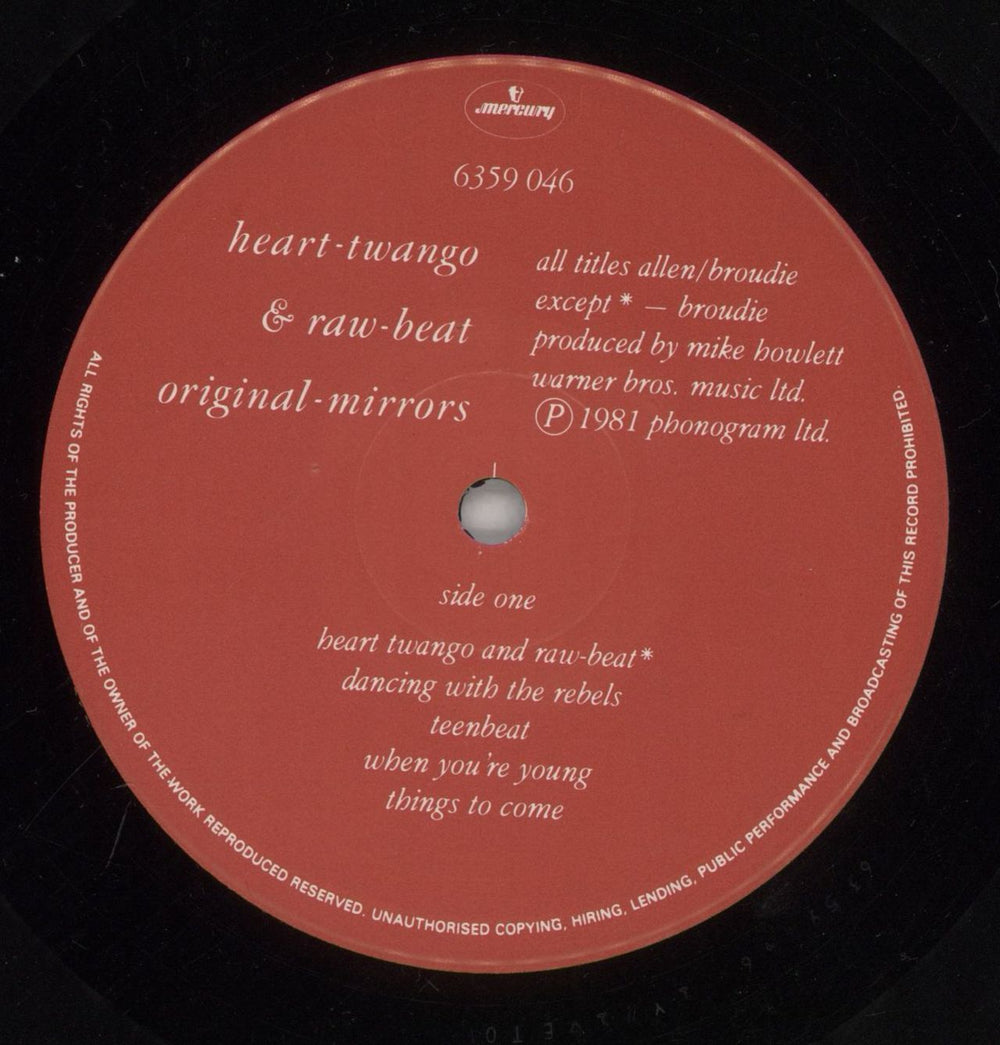 mercury
6359 046
heart-twango
& raw-beat
original-mirrors
all titles allen/broudie
except * — broudie
produced by mike howlett
warner bros. music ltd.
Ⓟ 1981 phonogram ltd.
side one
heart twango and raw-beat*
dancing with the rebels
teenbeat
when you're young
things to come
ALL RIGHTS OF THE PRODUCER AND OF THE OWNER OF THE WORK REPRODUCED RESERVED. UNAUTHORISED COPYING, HIRING, LENDING, PUBLIC PERFORMANCE AND BROADCASTING OF THIS RECORD PROHIBITED.